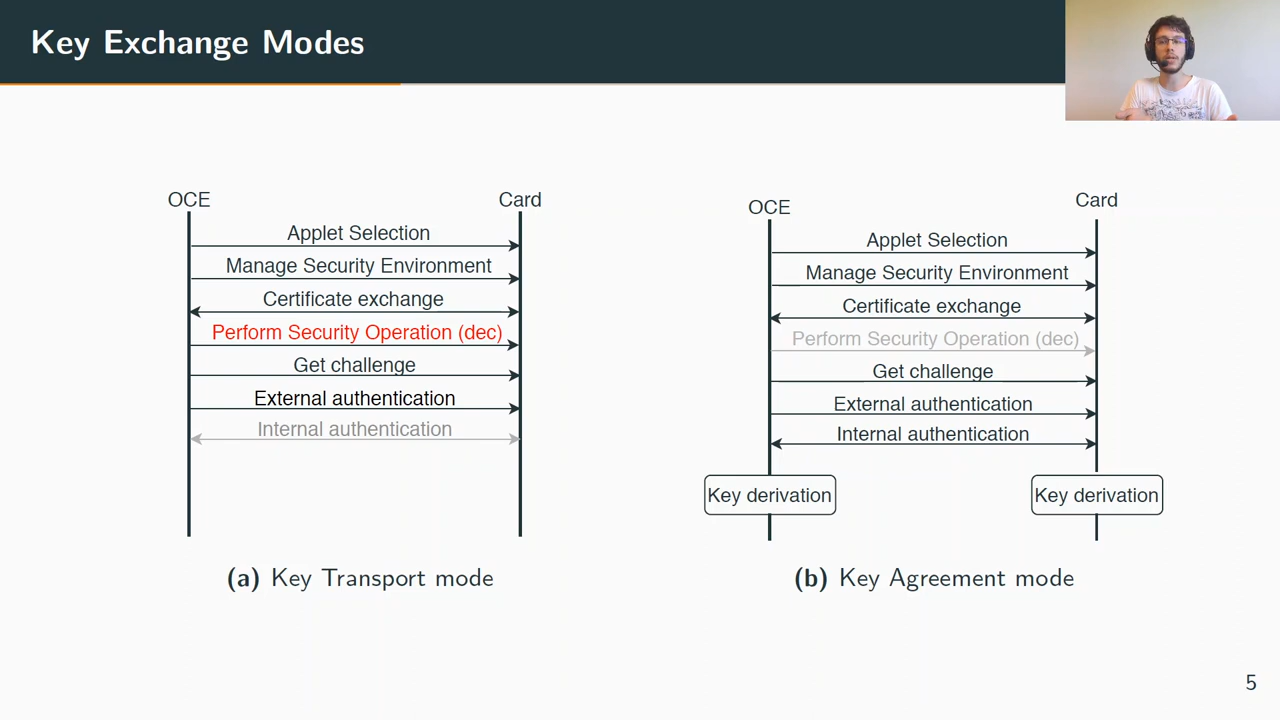 Key Exchange Modes
OCE
Card
Applet Selection
Manage Security Environment
Certificate exchange
Perform Security Operation (dec)
Get challenge
External authentication
Internal authentication
(a) Key Transport mode
OCE
Card
Applet Selection
Manage Security Environment
Certificate exchange
Perform Security Operation (dec)
Get challenge
External authentication
Internal authentication
Key derivation
Key derivation
(b) Key Agreement mode
5